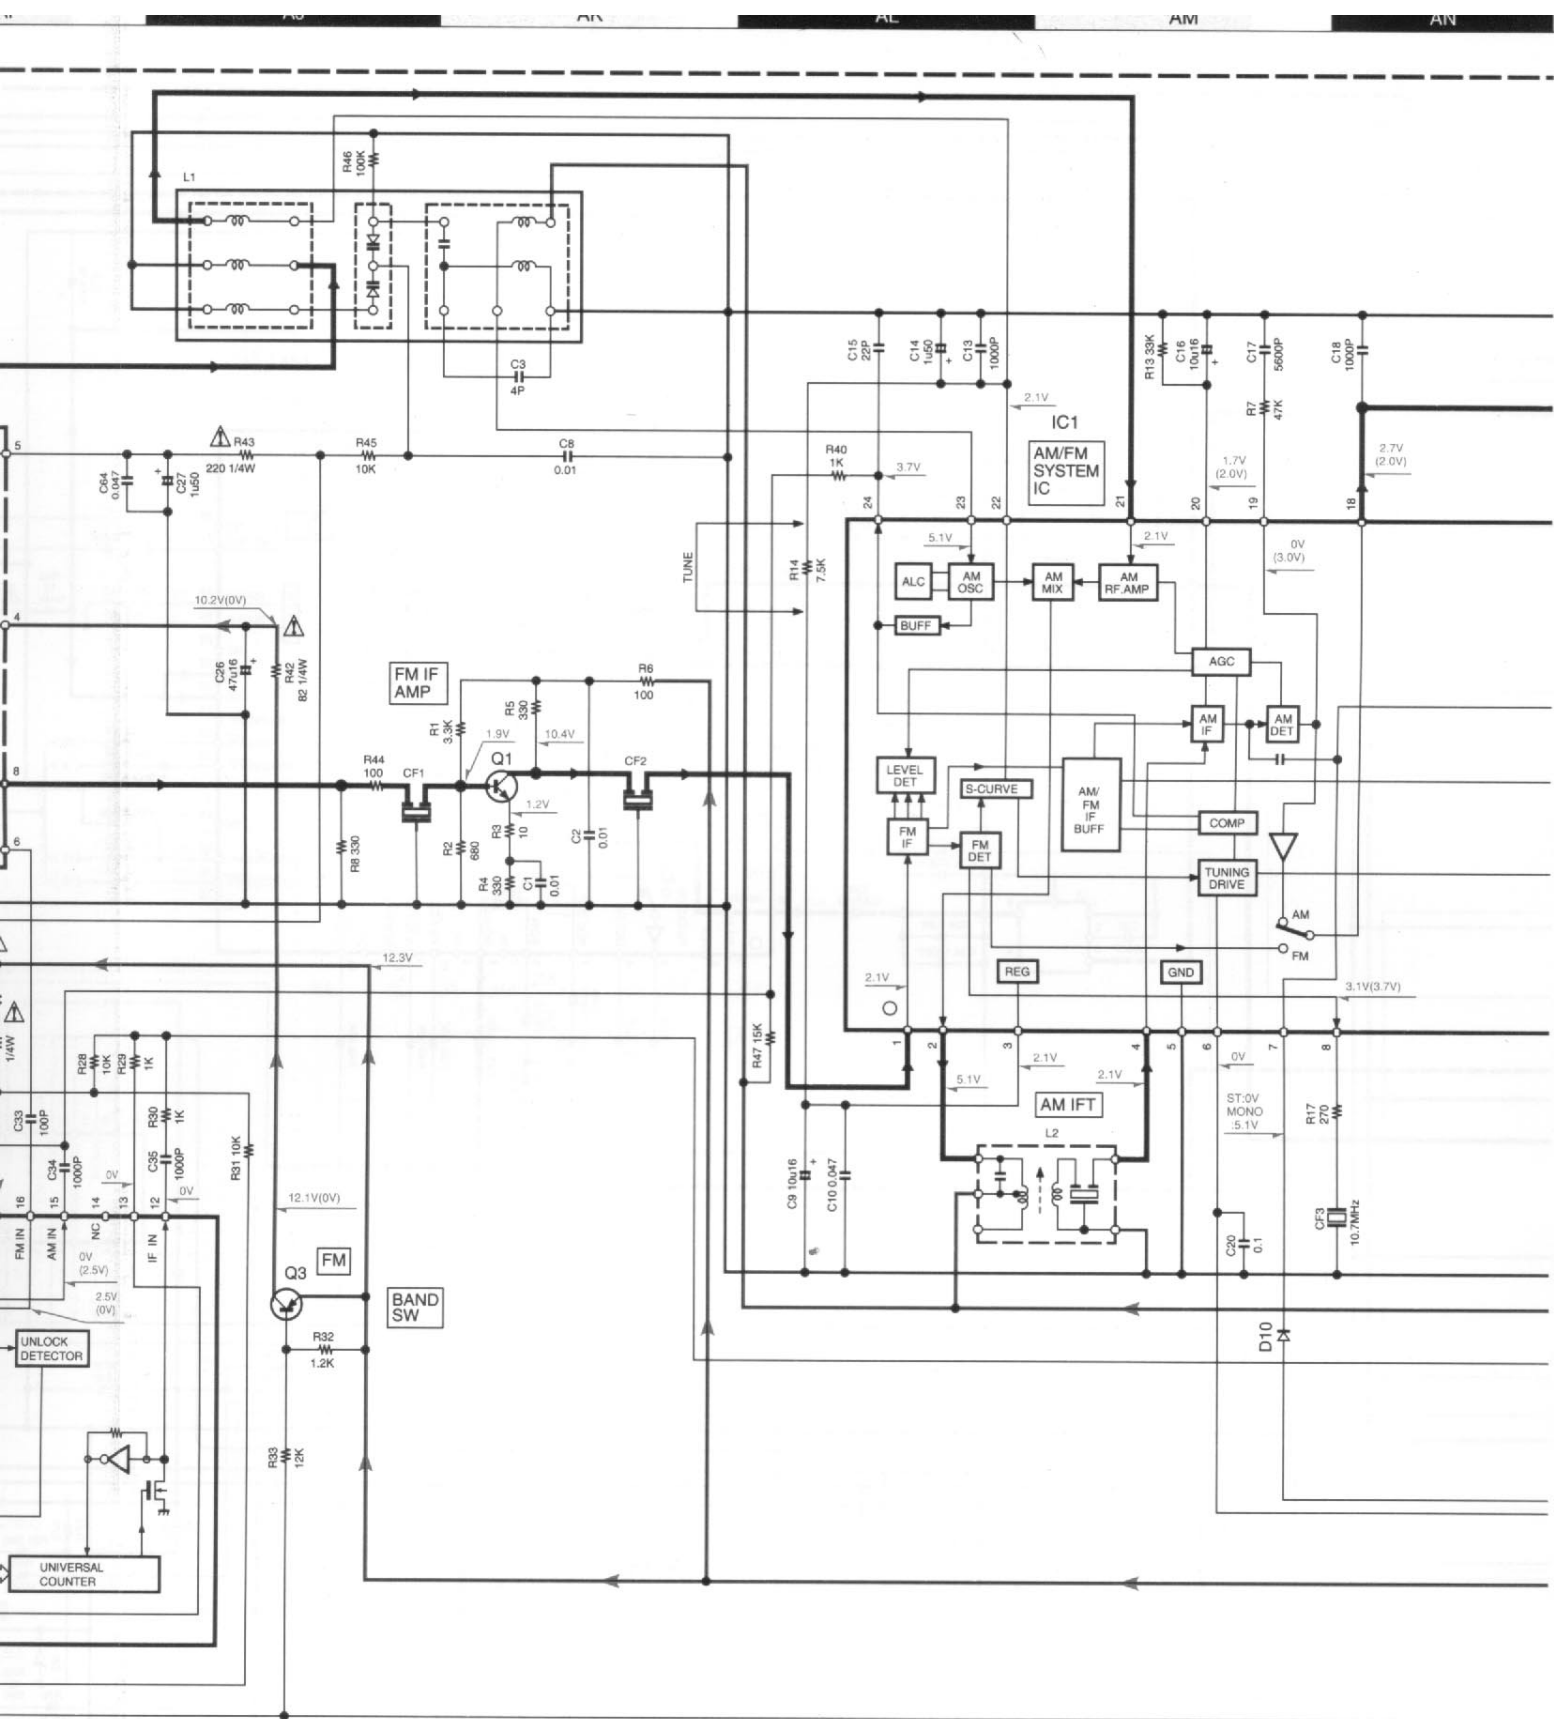 AK
AL
AM
AN
L1
R46
100K
C3
4P
C15
22P
C14
1u50
+
C13
1000P
R13 33K
C16
10u16
+
C17
5600P
R7
47K
C18
1000P
2.1V
IC1
AM/FM
SYSTEM
IC
2.7V
(2.0V)
1.7V
(2.0V)
5
C64
0.047
+
C27
1u50
R43
220 1/4W
R45
10K
C8
0.01
R40
1K
3.7V
24
23
22
21
20
19
18
TUNE
R14
7.5K
5.1V
2.1V
0V
(3.0V)
ALC
AM
OSC
AM
MIX
AM
RF.AMP
BUFF
AGC
10.2V(0V)
4
C26
47u16
+
R42
82 1/4W
FM IF
AMP
R6
100
R1
3.3K
R5
330
1.9V
10.4V
Q1
CF2
8
R44
100
CF1
1.2V
R3
10
R2
680
C2
0.01
R4
330
C1
0.01
R8 330
6
AM
IF
AM
DET
LEVEL
DET
S-CURVE
AM/
FM
IF
BUFF
FM
IF
FM
DET
COMP
TUNING
DRIVE
AM
FM
REG
GND
2.1V
3.1V(3.7V)
12.3V
1/4W
R28
10K
R29
1K
R47 15K
1
2
3
4
5
6
7
8
5.1V
2.1V
2.1V
0V
AM IFT
L2
ST:0V
MONO
:5.1V
R17
270
C33
100P
C34
1000P
R30
1K
C35
1000P
R31 10K
0V
0V
16
15
14
13
12
FM IN
AM IN
NC
IF IN
0V
(2.5V)
2.5V
(0V)
12.1V(0V)
C9 10u16
+
C10 0.047
C20
0.1
CF3
10.7MHz
Q3
FM
BAND
SW
R32
1.2K
R33
12K
D10
UNLOCK
DETECTOR
UNIVERSAL
COUNTER